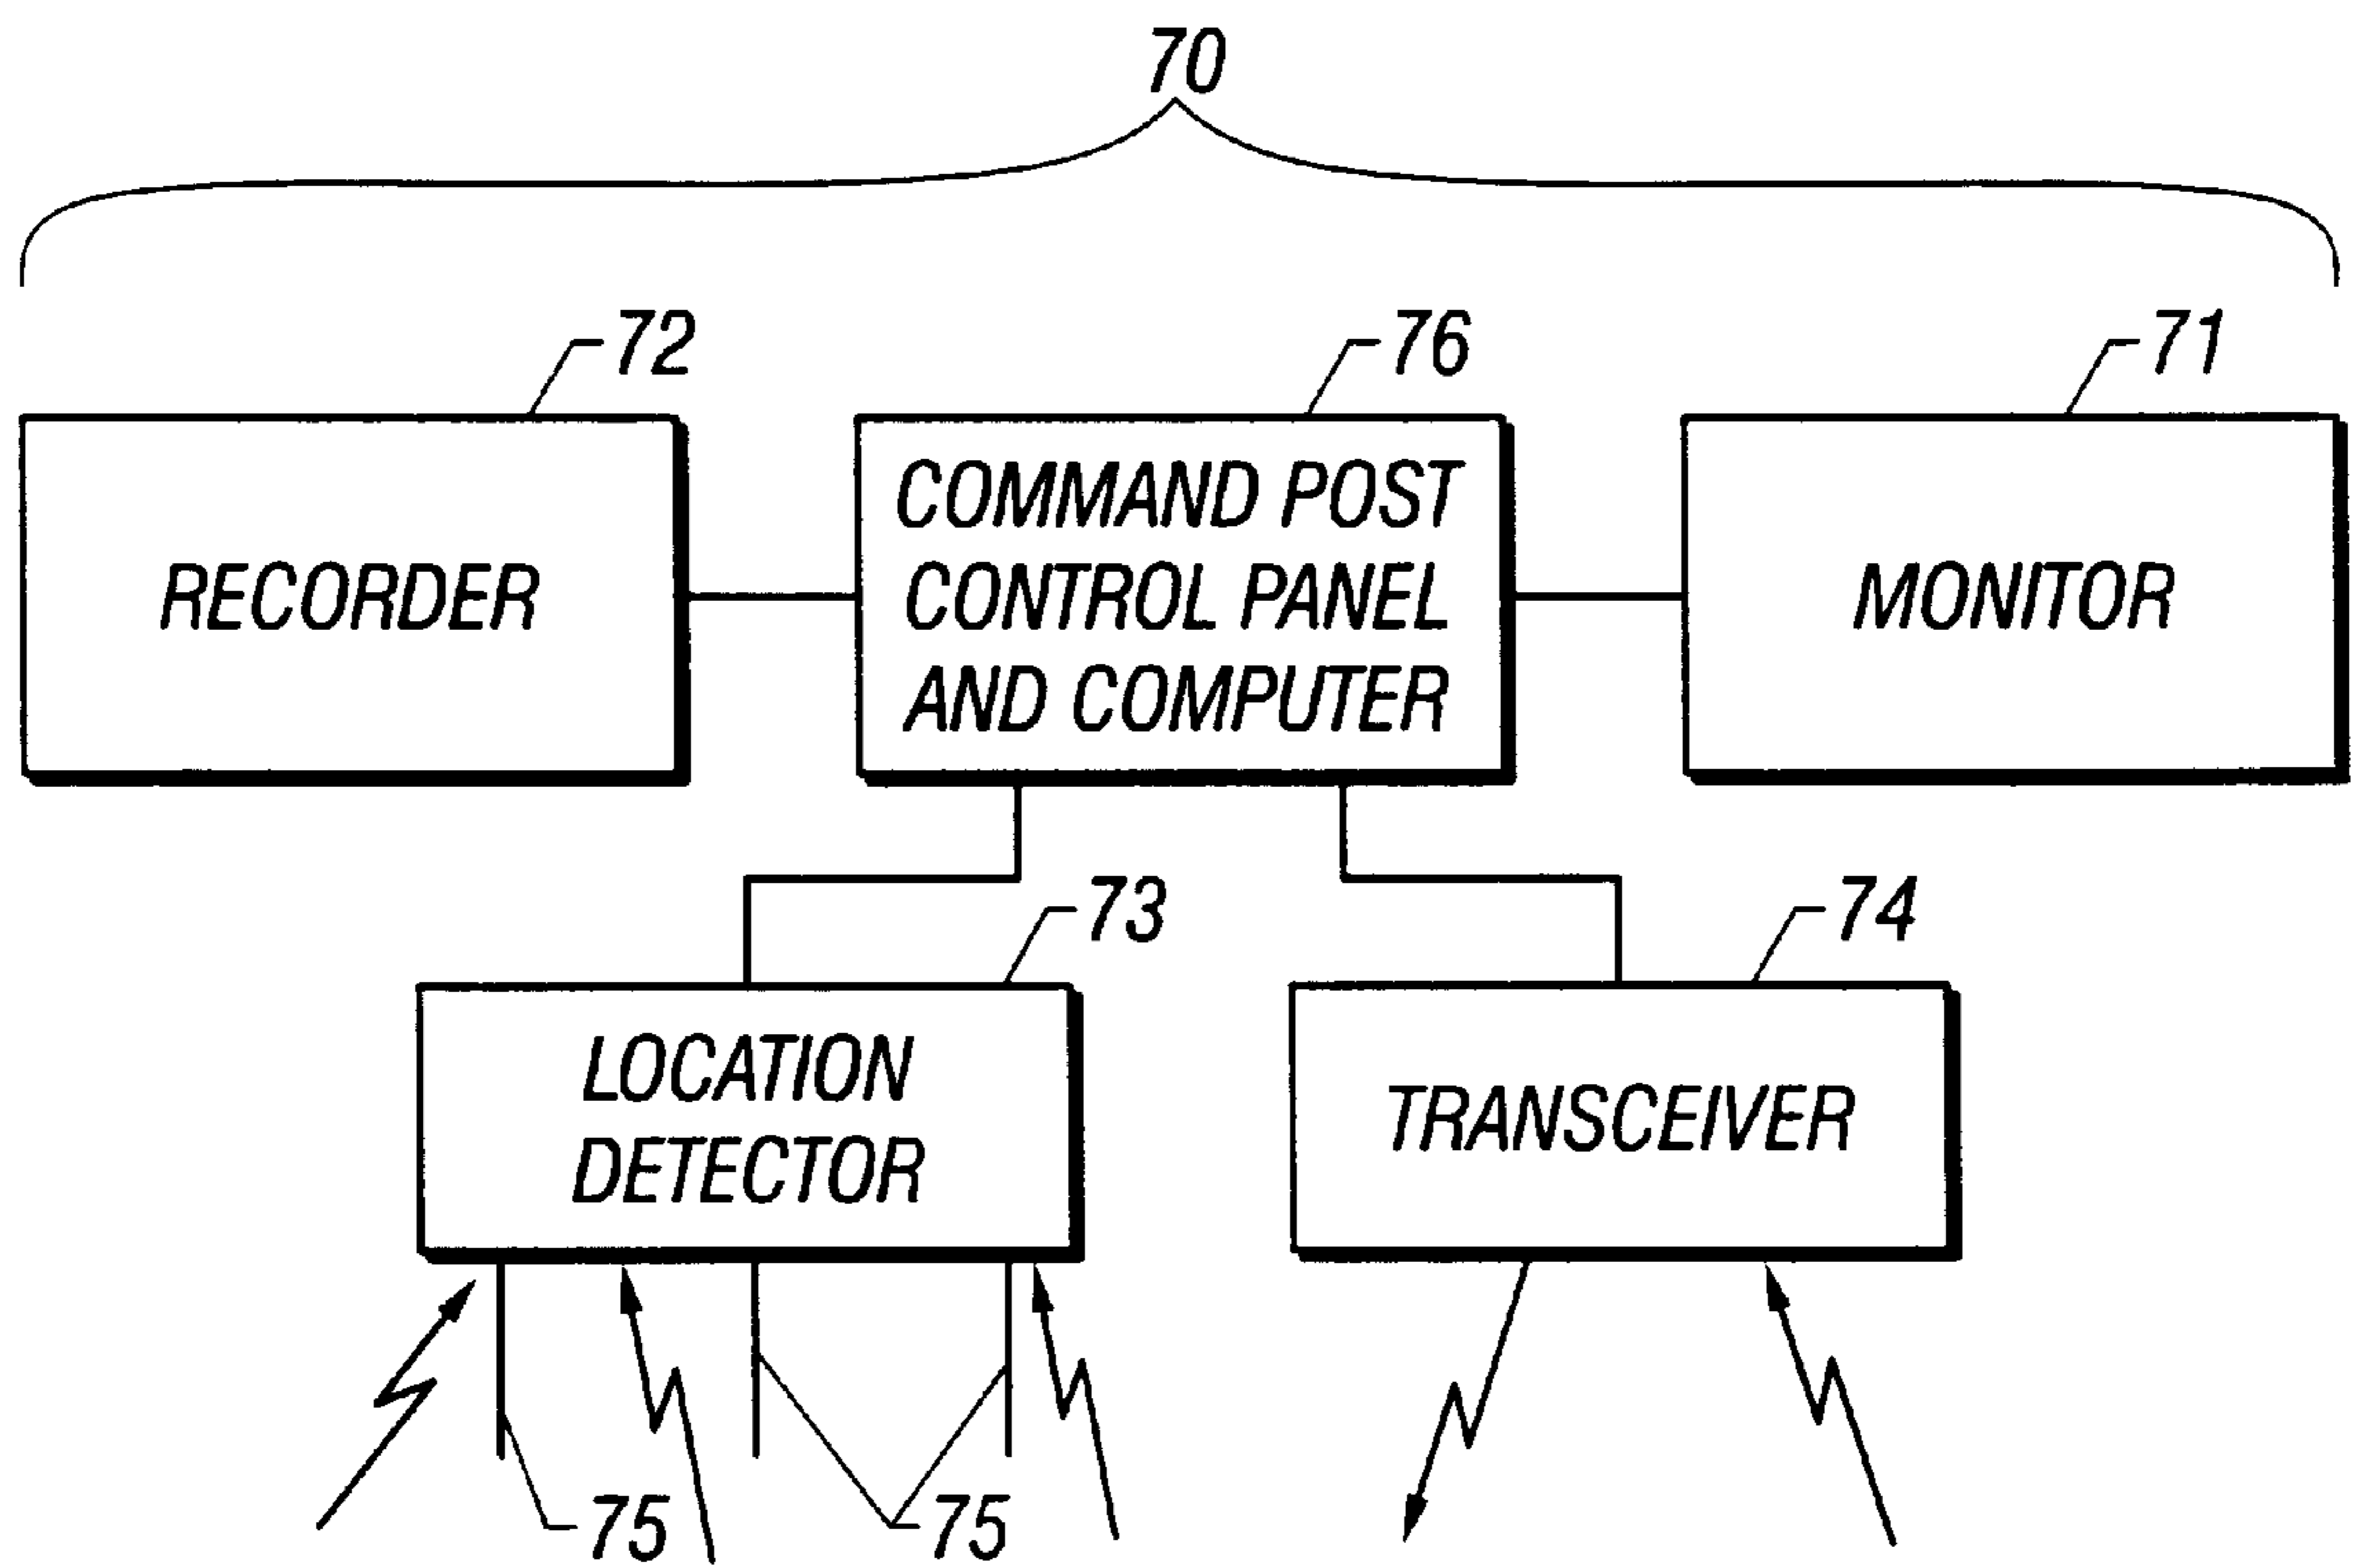 70
72
76
71
RECORDER
COMMAND POST
CONTROL PANEL
AND COMPUTER
MONITOR
73
74
LOCATION
DETECTOR
TRANSCEIVER
75
75